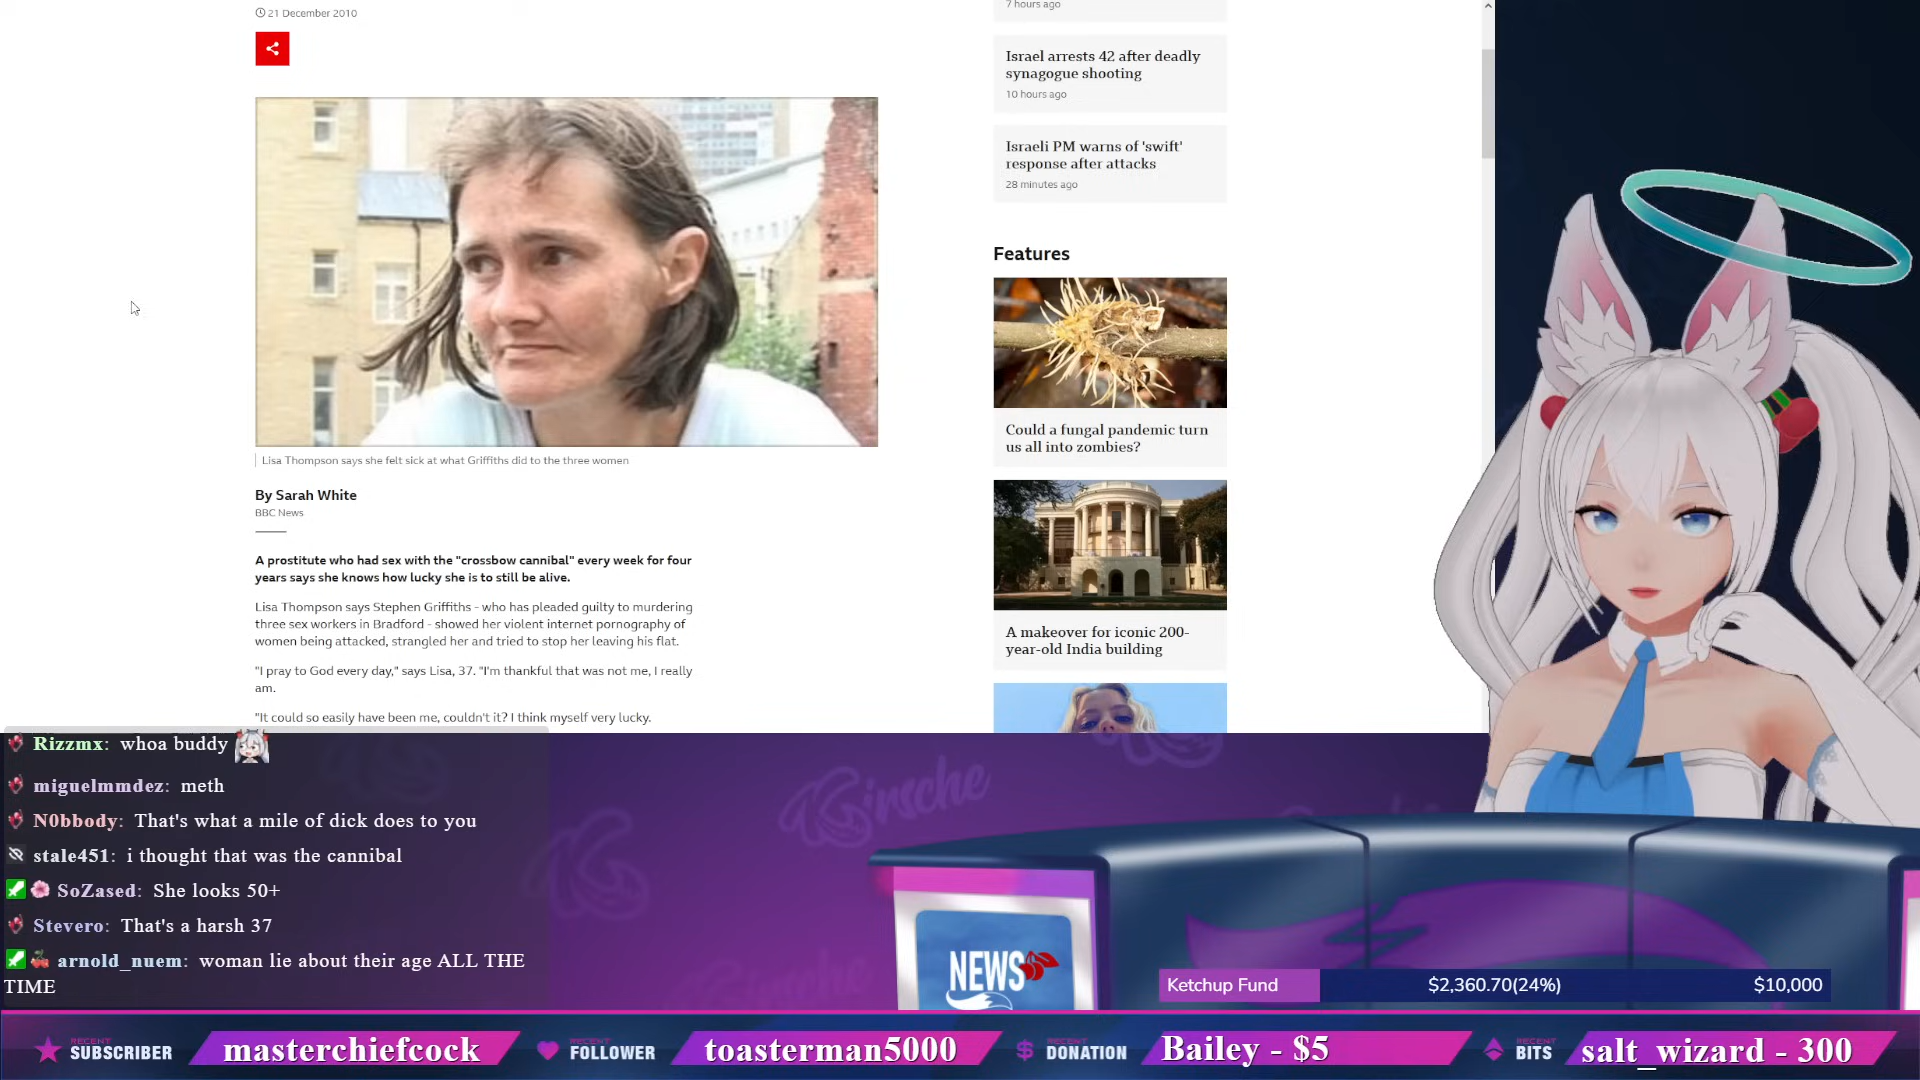 21 December 2010
Lisa Thompson says she felt sick at what Griffiths did to the three women
By Sarah White
BBC News
A prostitute who had sex with the "crossbow cannibal" every week for four
years says she knows how lucky she is to still be alive.
Lisa Thompson says Stephen Griffiths - who has pleaded guilty to murdering
three sex workers in Bradford - showed her violent internet pornography of
women being attacked, strangled her and tried to stop her leaving his flat.
"I pray to God every day," says Lisa, 37. "I'm thankful that was not me, I really
am.
"It could so easily have been me, couldn't it? I think myself very lucky.
7 hours ago
Israel arrests 42 after deadly
synagogue shooting
10 hours ago
Israeli PM warns of 'swift'
response after attacks
28 minutes ago
Features
Could a fungal pandemic turn
us all into zombies?
A makeover for iconic 200-
year-old India building
Rizzmx: whoa buddy
miguelmmdez: meth
N0bbody: That's what a mile of dick does to you
stale451: i thought that was the cannibal
SoZased: She looks 50+
Stevero: That's a harsh 37
arnold_nuem: woman lie about their age ALL THE
TIME
Girsche
NEWS
Ketchup Fund $2,360.70(24%) $10,000
RECENT SUBSCRIBER masterchiefcock
RECENT FOLLOWER toasterman5000
RECENT DONATION Bailey - $5
RECENT BITS salt_wizard - 300